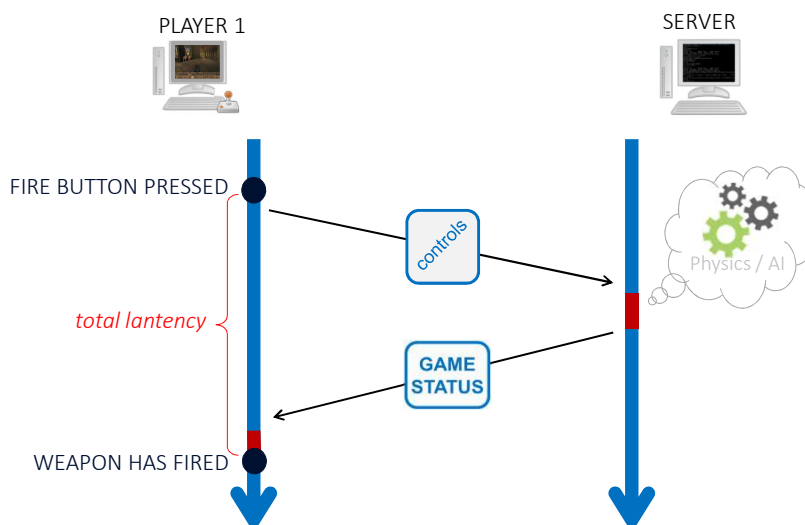 PLAYER 1
SERVER
FIRE BUTTON PRESSED
controls
Physics / AI
total lantency
GAME
STATUS
WEAPON HAS FIRED